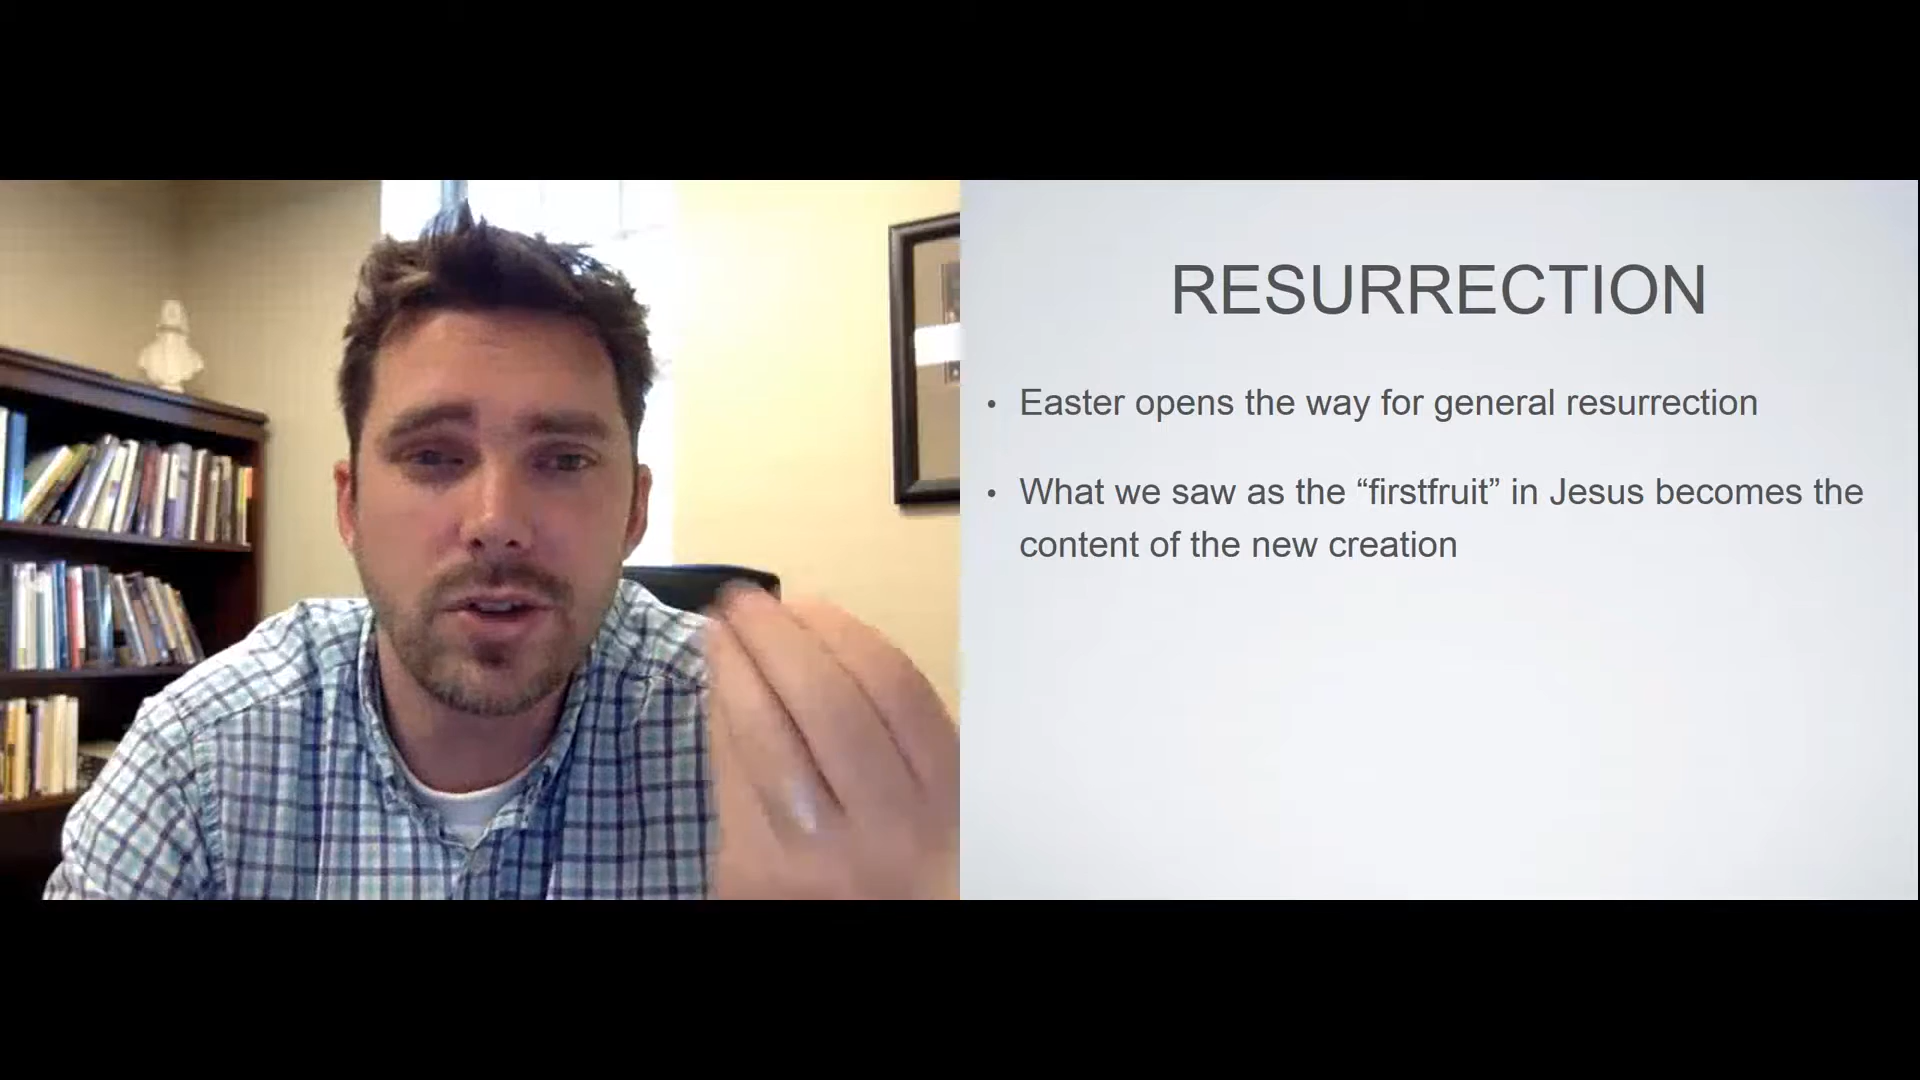 RESURRECTION
• Easter opens the way for general resurrection
• What we saw as the “firstfruit” in Jesus becomes the
content of the new creation